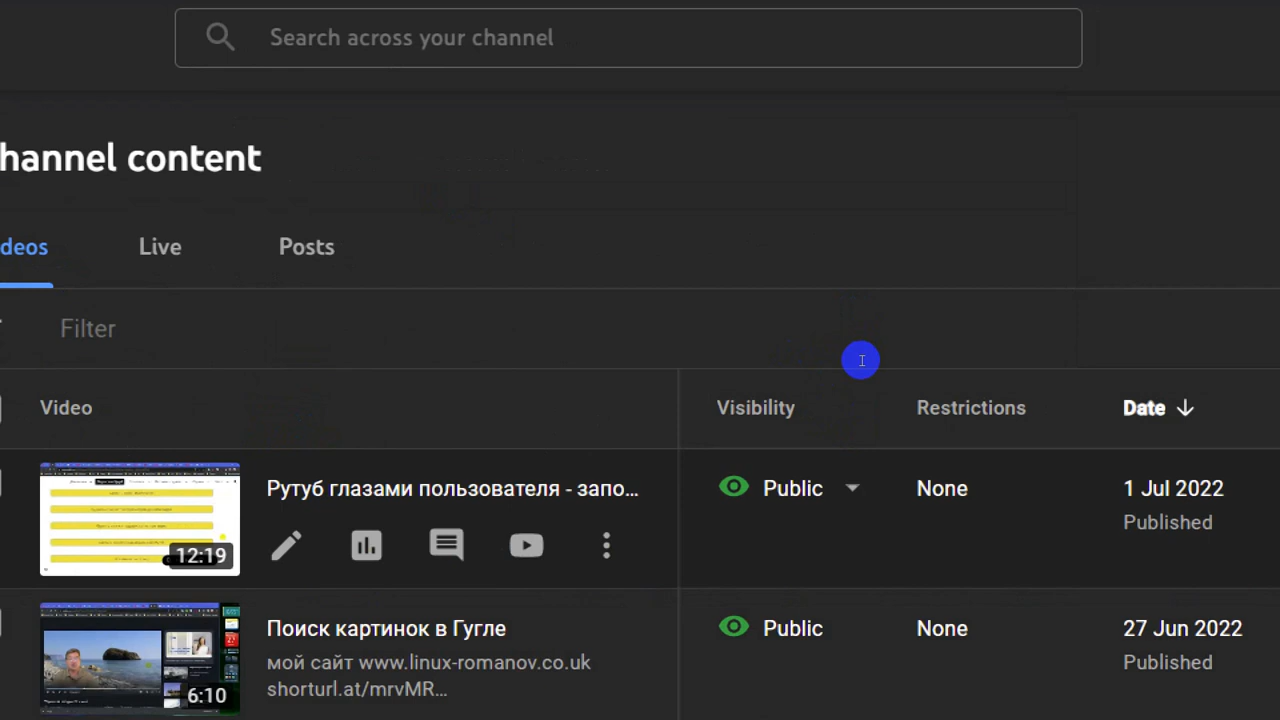 Search across your channel
hannel content
deos
Live
Posts
Filter
Video
Visibility
Restrictions
Date
12:19
Рутуб глазами пользователя - запо...
Public
None
1 Jul 2022
Published
6:10
Поиск картинок в Гугле
мой сайт www.linux-romanov.co.uk
shorturl.at/mrvMR...
Public
None
27 Jun 2022
Published